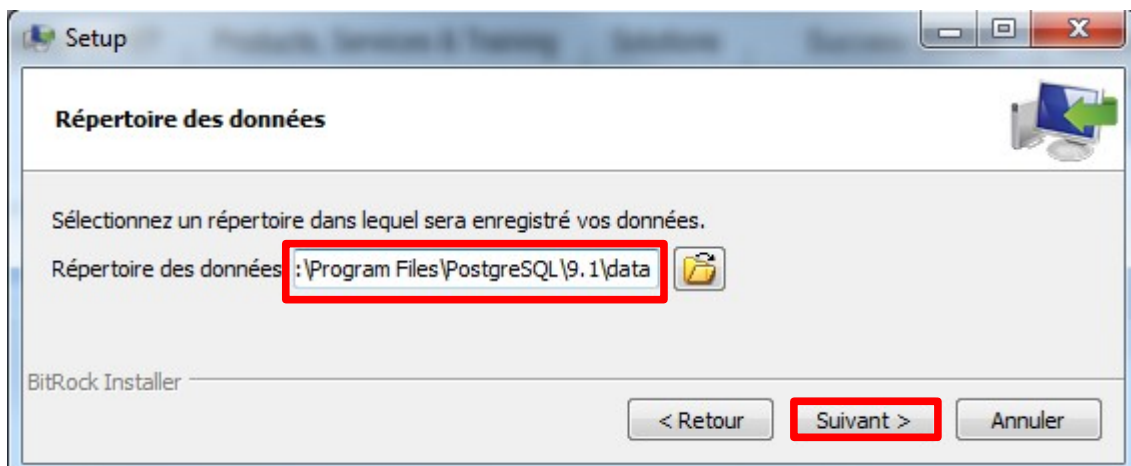 Setup
Répertoire des données
Sélectionnez un répertoire dans lequel sera enregistré vos données.
Répertoire des données :\Program Files\PostgreSQL\9.1\data
BitRock Installer
< Retour Suivant > Annuler